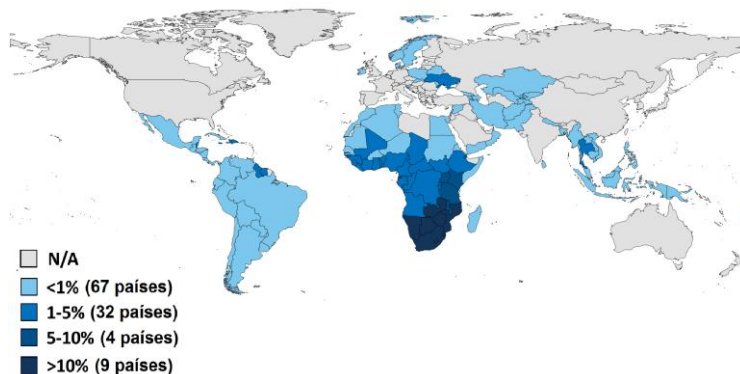 N/A
<1% (67 países)
1-5% (32 países)
5-10% (4 países)
>10% (9 países)